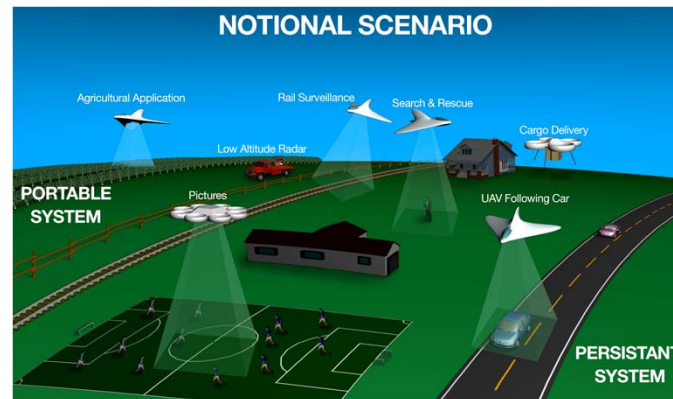 NOTIONAL SCENARIO
Agricultural Application
Rail Surveillance
Search & Rescue
Cargo Delivery
Low Altitude Radar
PORTABLE
SYSTEM
Pictures
UAV Following Car
PERSISTANT
SYSTEM